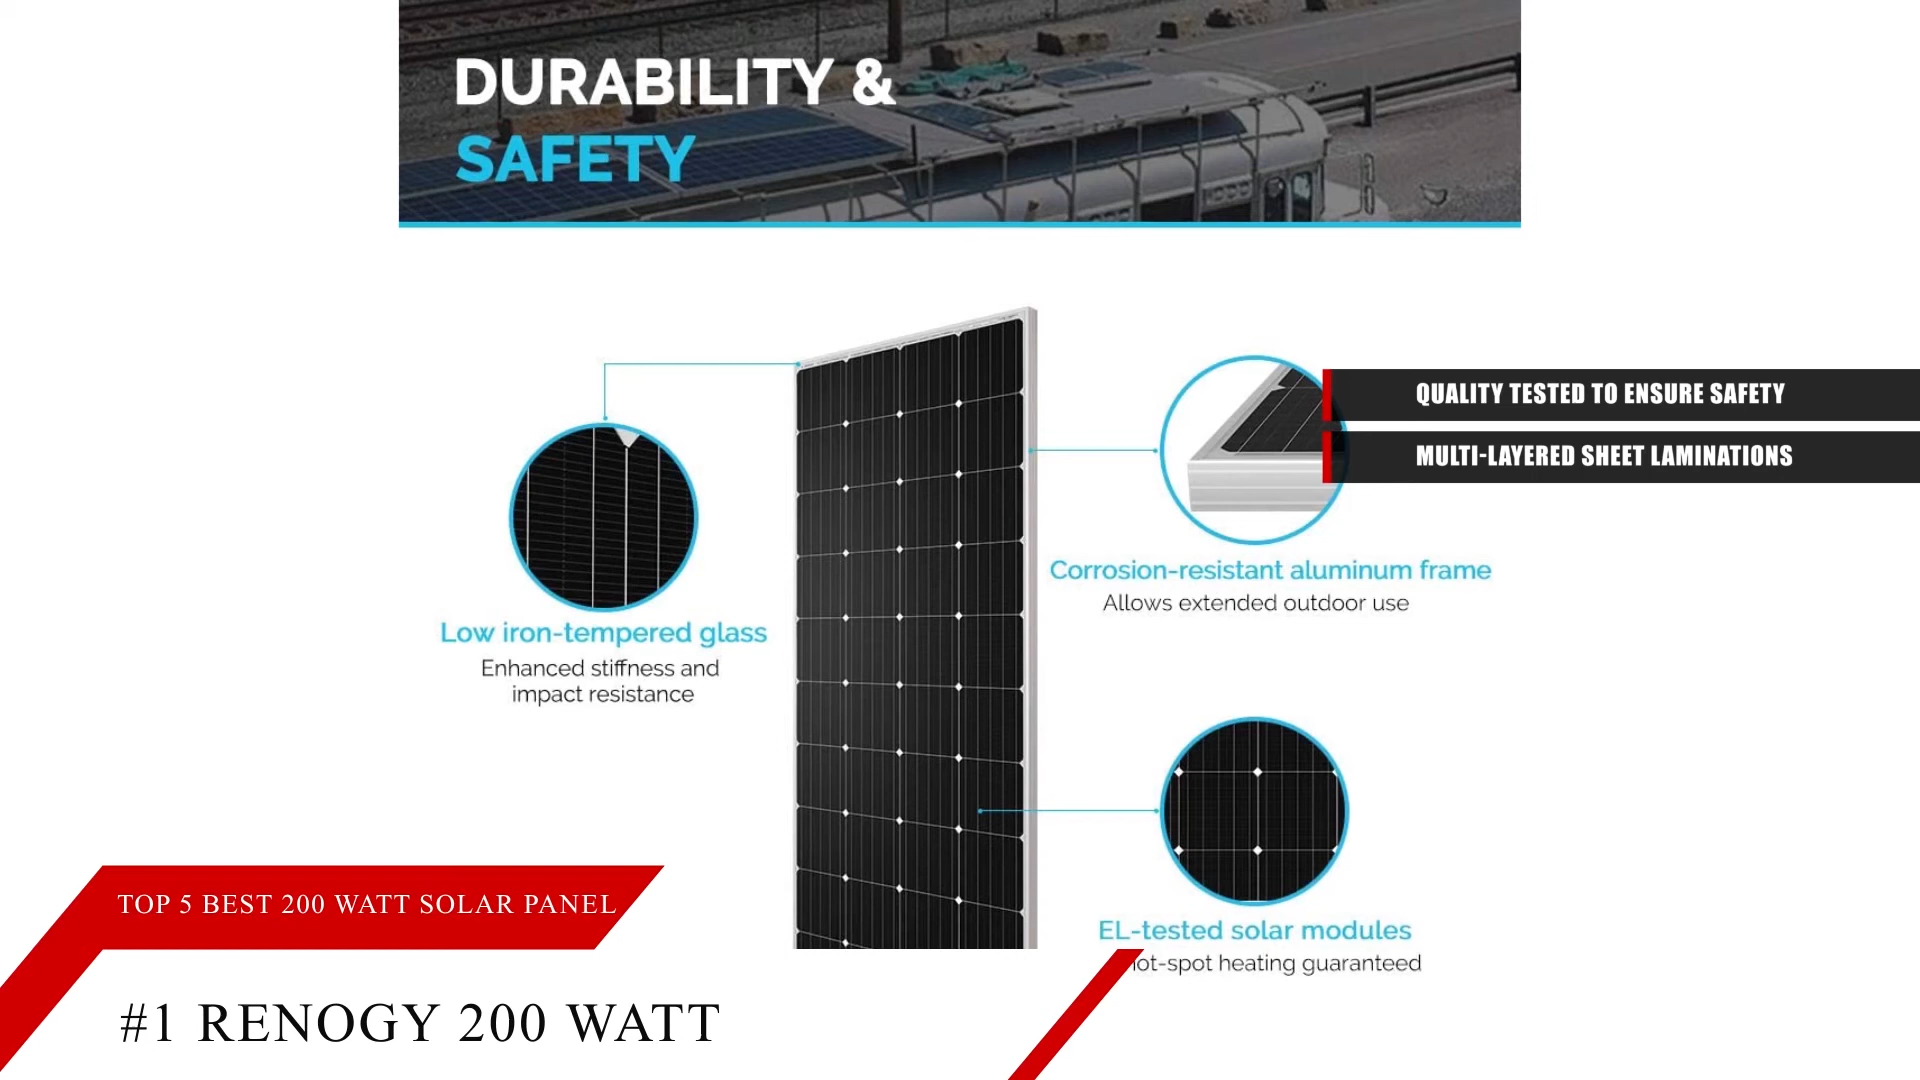 DURABILITY &
SAFETY
QUALITY TESTED TO ENSURE SAFETY
MULTI-LAYERED SHEET LAMINATIONS
Corrosion-resistant aluminum frame
Allows extended outdoor use
Low iron-tempered glass
Enhanced stiffness and
impact resistance
EL-tested solar modules
heating guaranteed
TOP 5 BEST 200 WATT SOLAR PANEL
#1 RENOGY 200 WATT